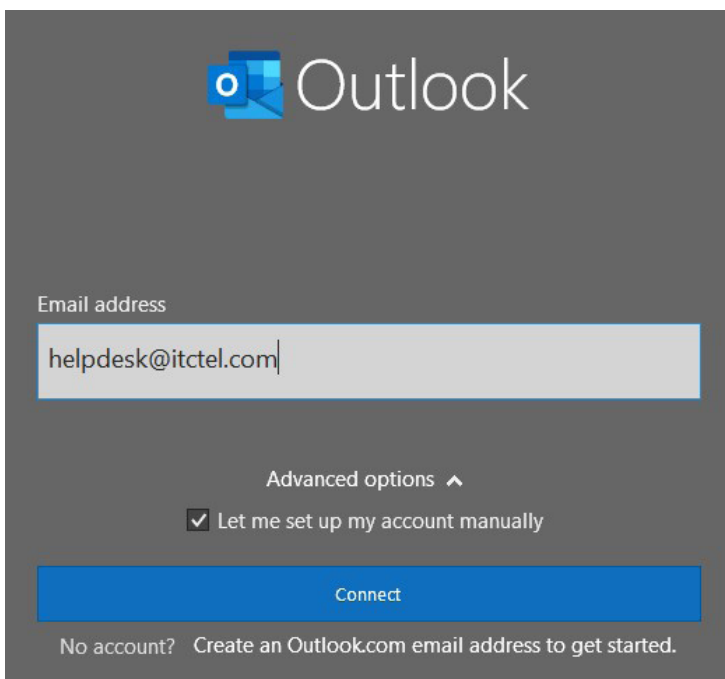 Outlook
Email address
helpdesk@itctel.com
Advanced options
Let me set up my account manually
Connect
No account? Create an Outlook.com email address to get started.